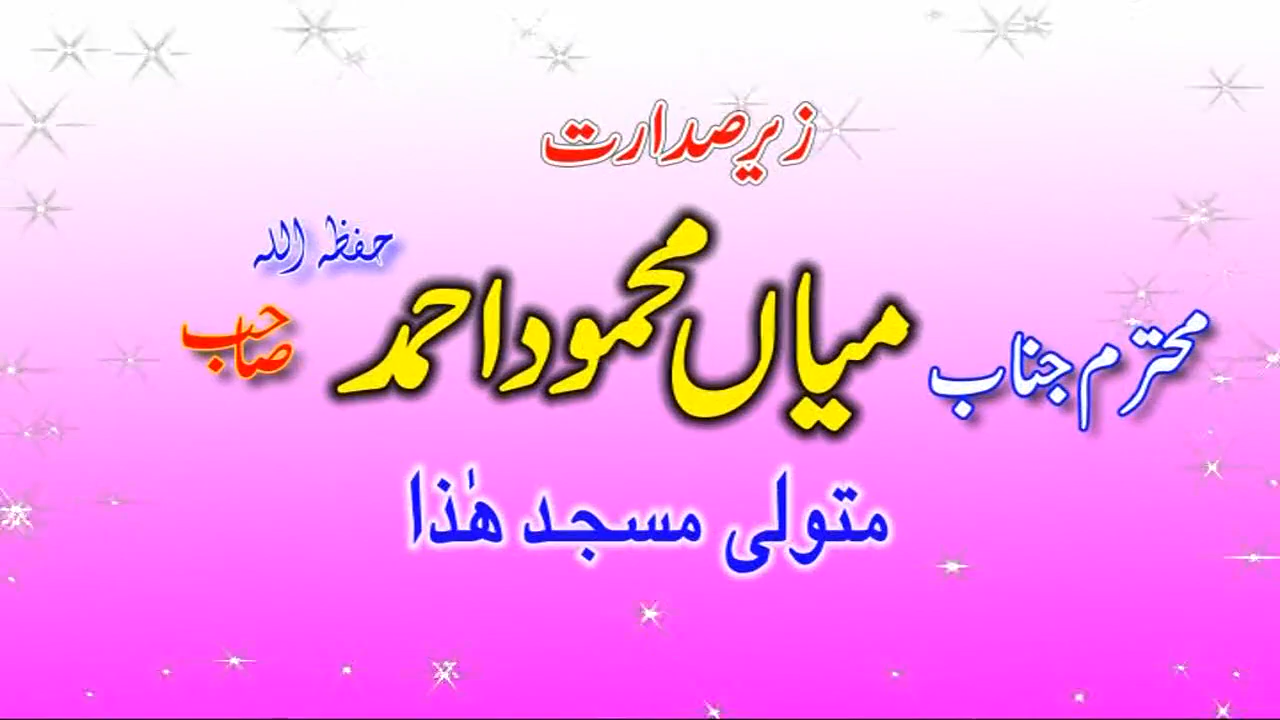 زیر صدارت
محترم جناب میاں محمود احمد صاحب حفظہ اللہ
متولی مسجد ھٰذا